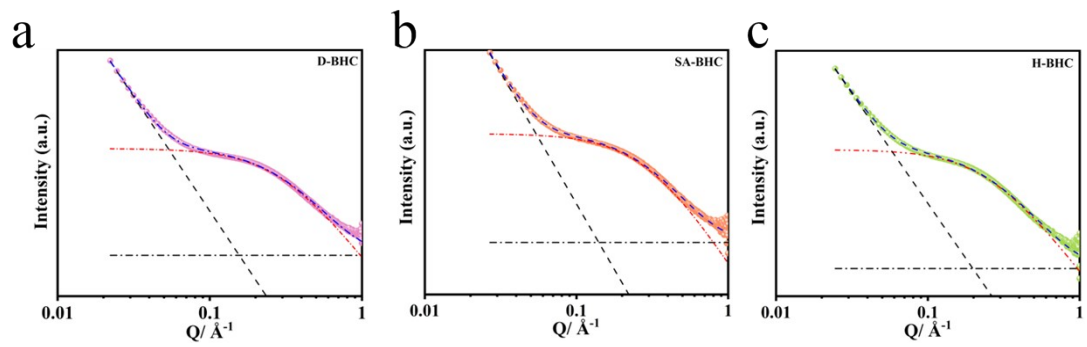 a
D-BHC
Intensity (a.u.)
0.01
0.1
1
Q/ Å⁻¹
b
SA-BHC
Intensity (a.u.)
0.01
0.1
1
Q/ Å⁻¹
c
H-BHC
Intensity (a.u.)
0.01
0.1
1
Q/ Å⁻¹